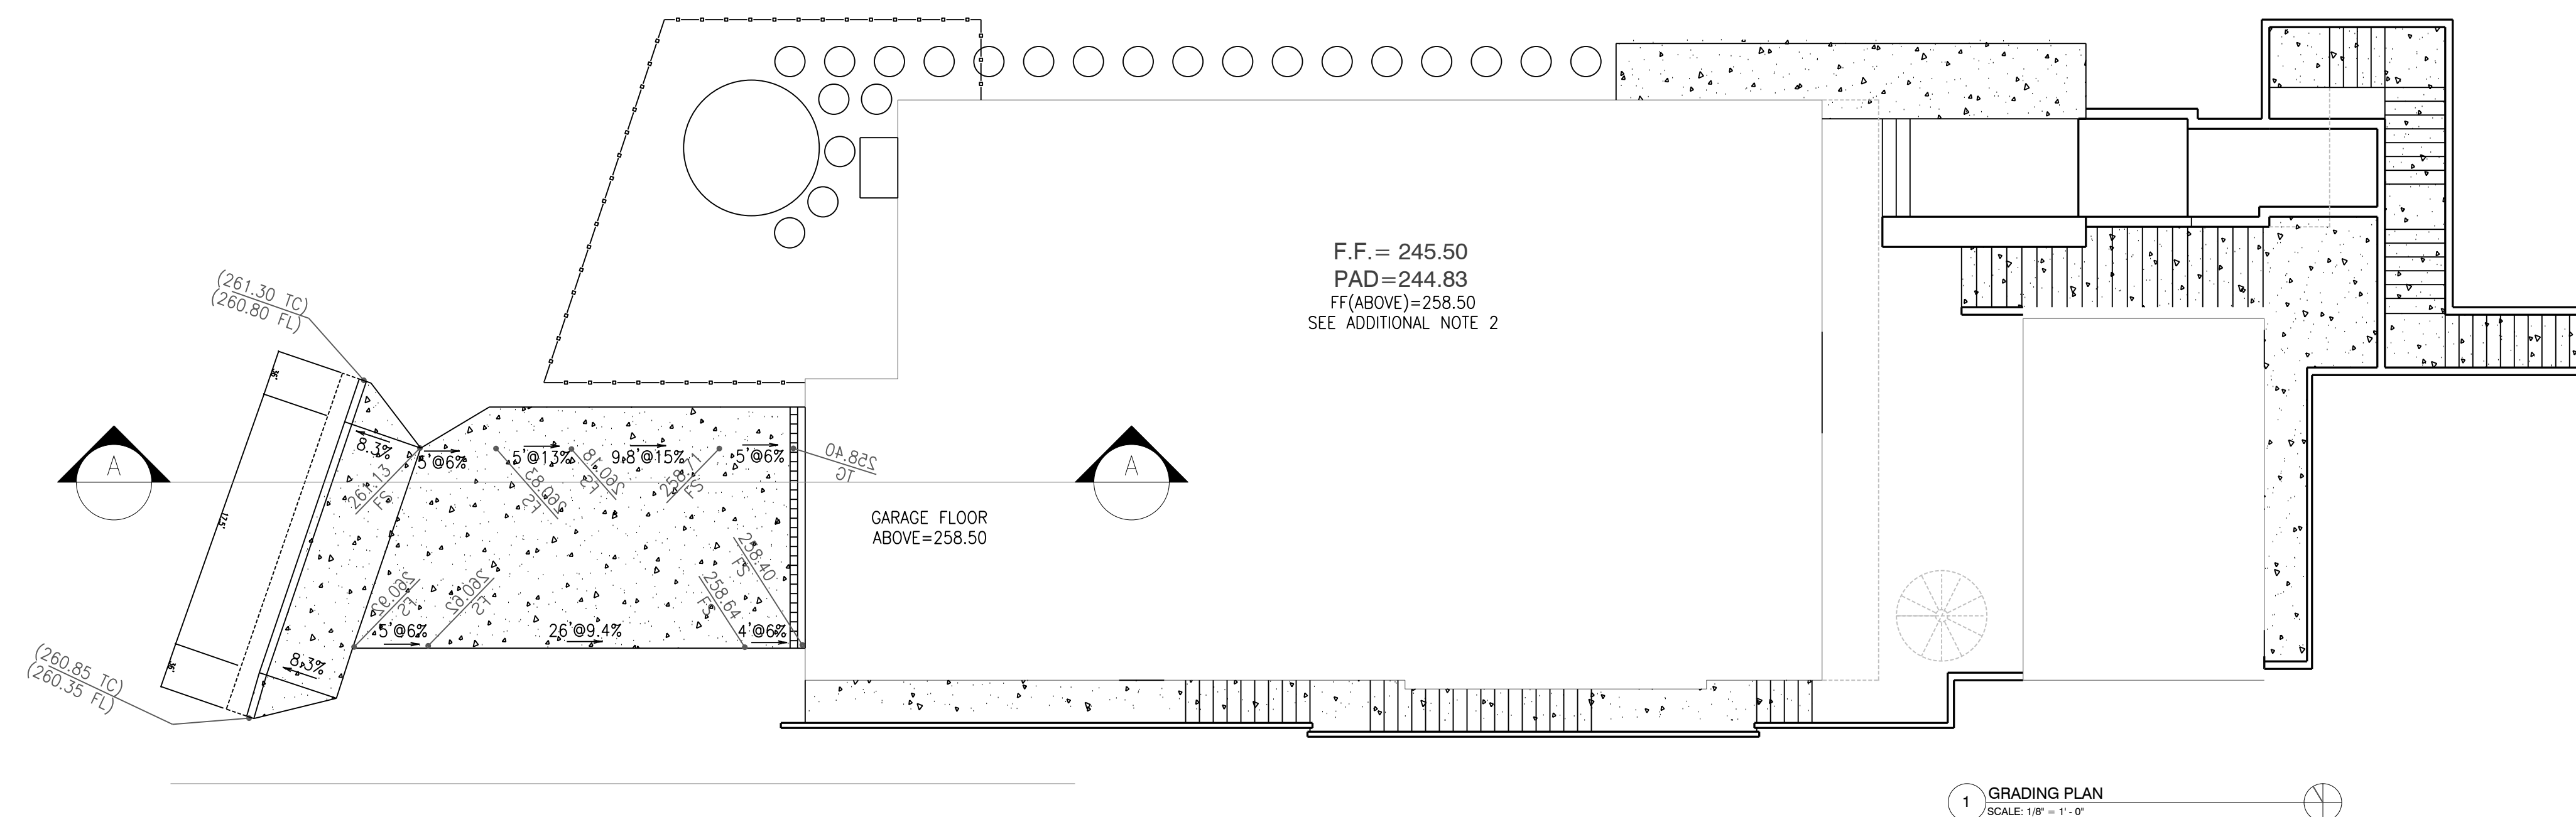 F.F.= 245.50
PAD=244.83
FF(ABOVE)=258.50
SEE ADDITIONAL NOTE 2
(261.30 TC)
(260.80 FL)
A
A
8.3%
5'@6%
5'@13%
9.8'@15%
5'@6%
261.13
FS
260.83
FS
260.18
FS
258.71
FS
258.40
TC
GARAGE FLOOR
ABOVE=258.50
17.5'
260.92
FS
260.62
FS
258.64
FS
258.40
FS
5'@6%
26'@9.4%
4'@6%
8.3%
(260.85 TC)
(260.35 FL)
1
GRADING PLAN
SCALE: 1/8" = 1' - 0"